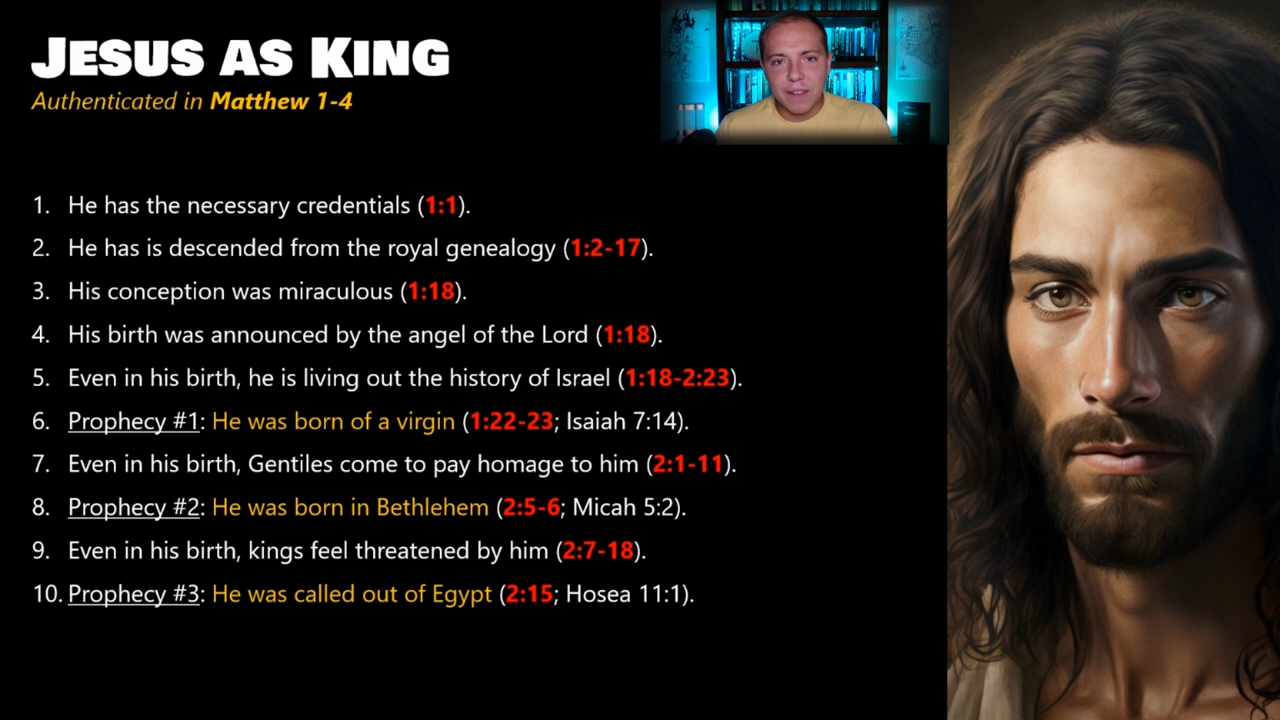 Jesus as King
Authenticated in Matthew 1-4
1. He has the necessary credentials (1:1).
2. He has is descended from the royal genealogy (1:2-17).
3. His conception was miraculous (1:18).
4. His birth was announced by the angel of the Lord (1:18).
5. Even in his birth, he is living out the history of Israel (1:18-2:23).
6. Prophecy #1: He was born of a virgin (1:22-23; Isaiah 7:14).
7. Even in his birth, Gentiles come to pay homage to him (2:1-11).
8. Prophecy #2: He was born in Bethlehem (2:5-6; Micah 5:2).
9. Even in his birth, kings feel threatened by him (2:7-18).
10. Prophecy #3: He was called out of Egypt (2:15; Hosea 11:1).